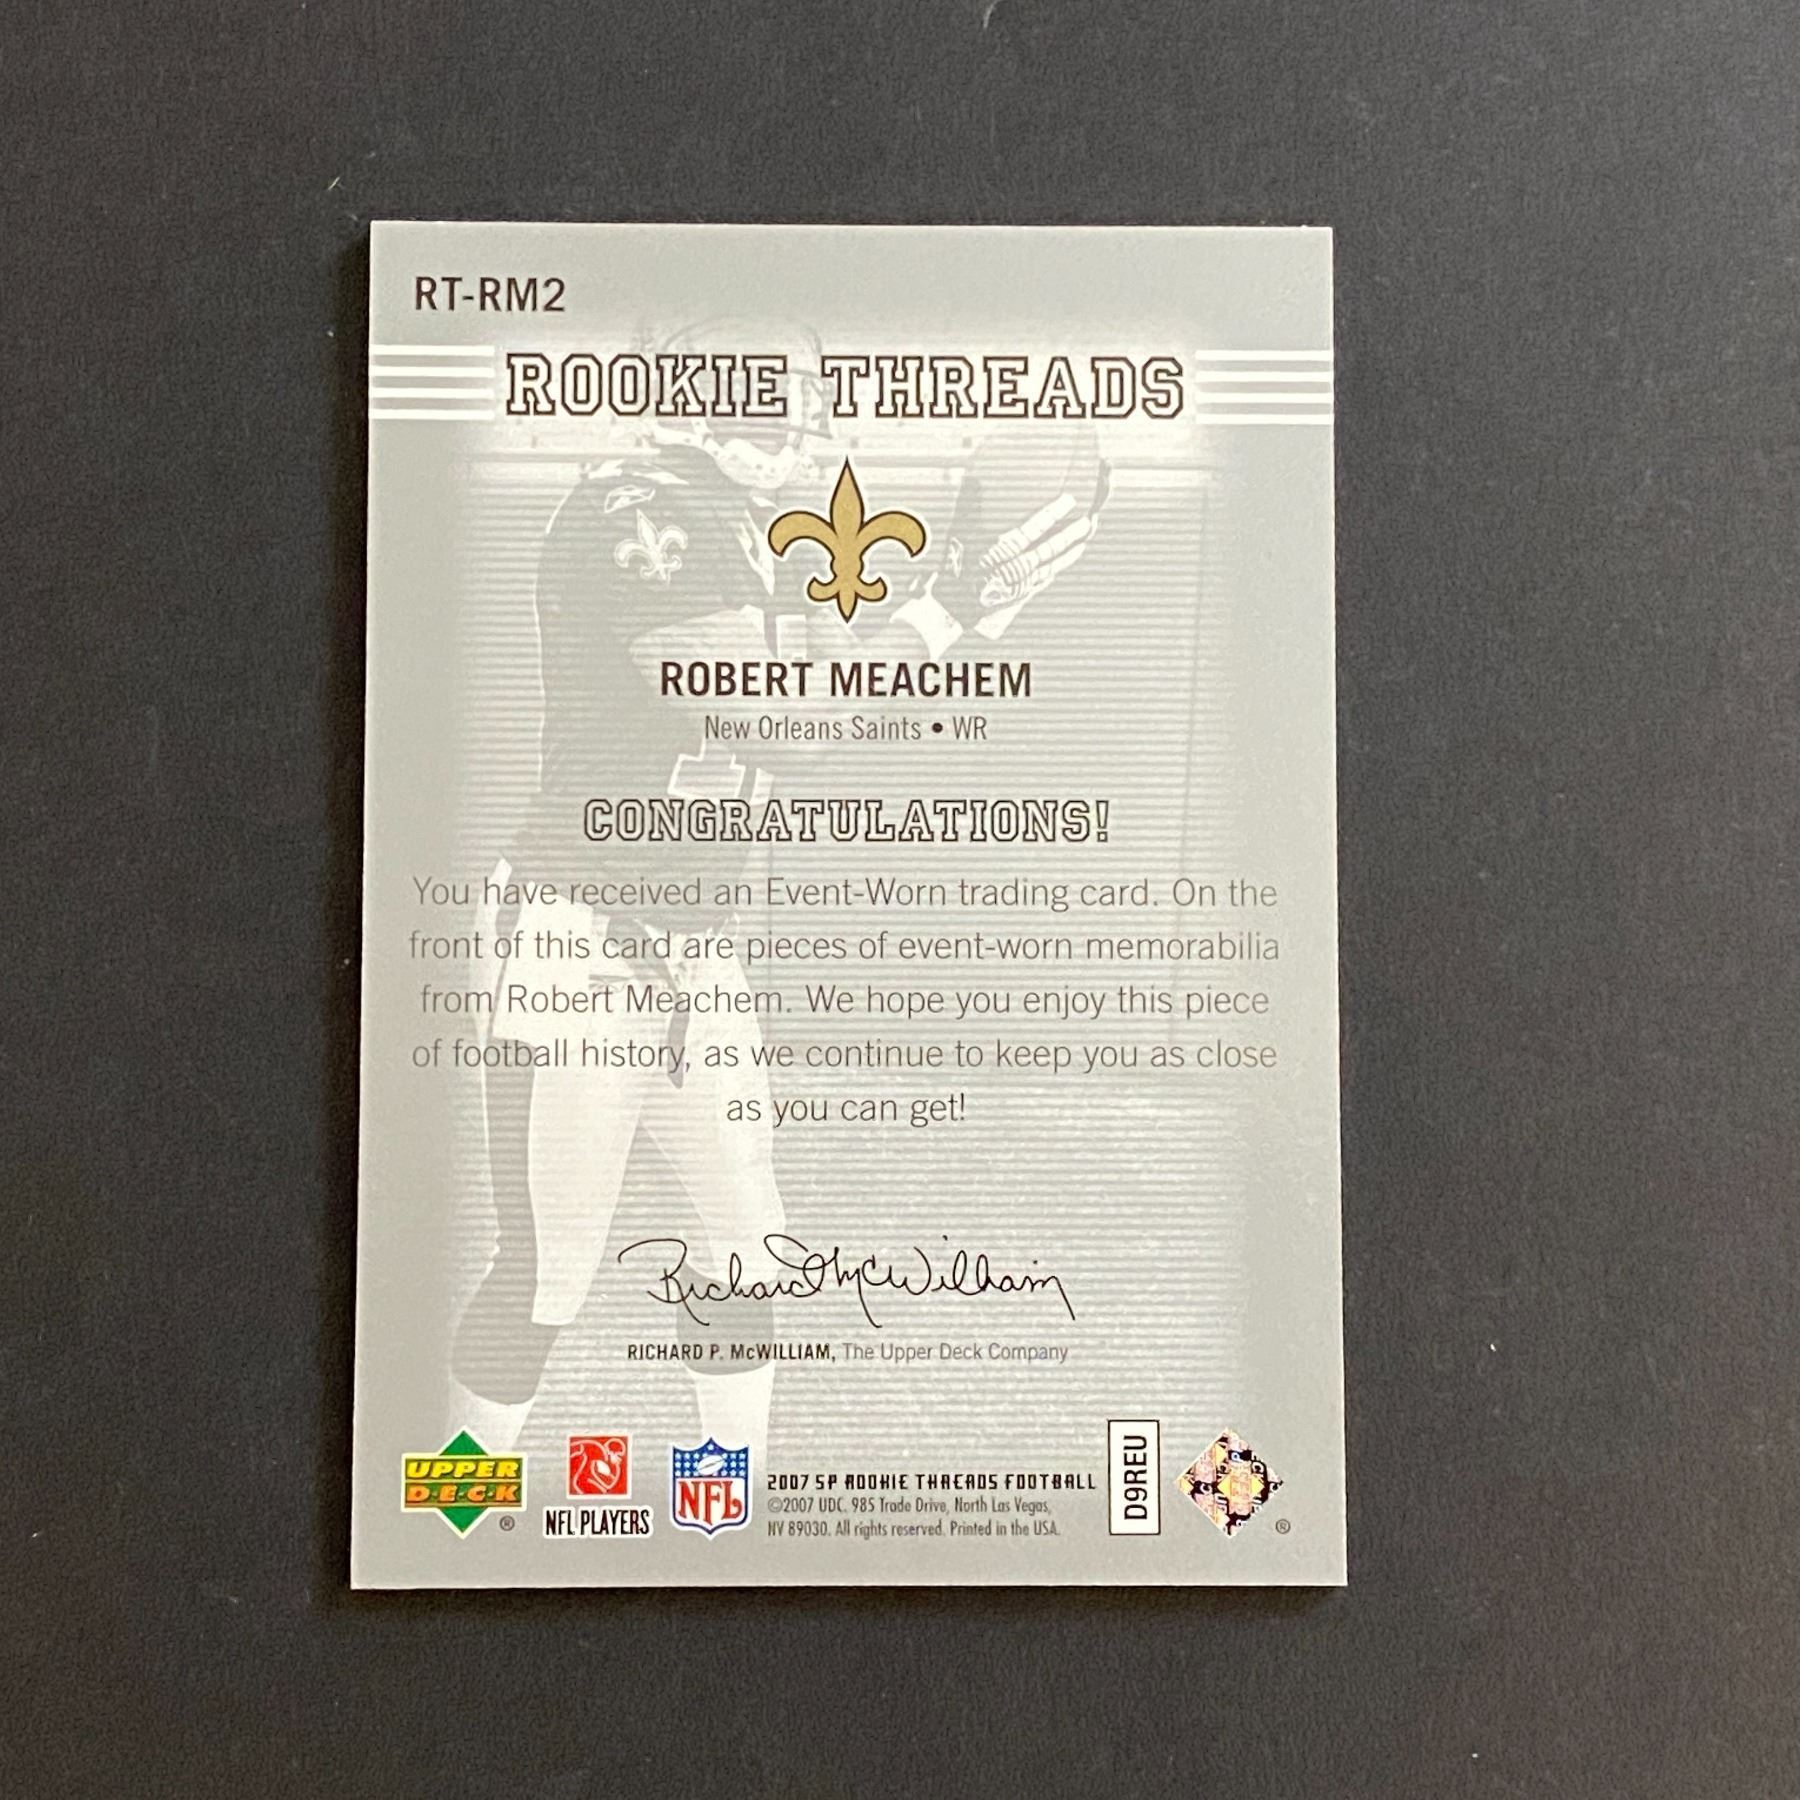 RT-RM2
ROOKIE THREADS
ROBERT MEACHEM
New Orleans Saints • WR
CONGRATULATIONS!
You have received an Event-Worn trading card. On the
front of this card are pieces of event-worn memorabilia
from Robert Meachem. We hope you enjoy this piece
of football history, as we continue to keep you as close
as you can get!
Richard McWilliam
RICHARD P. McWILLIAM, The Upper Deck Company
UPPER
D·E·C·K
®
NFL PLAYERS
NFL
2007 SP ROOKIE THREADS FOOTBALL
©2007 UDC. 985 Trade Drive, North Las Vegas,
NV 89030. All rights reserved. Printed in the USA.
D9REU
®